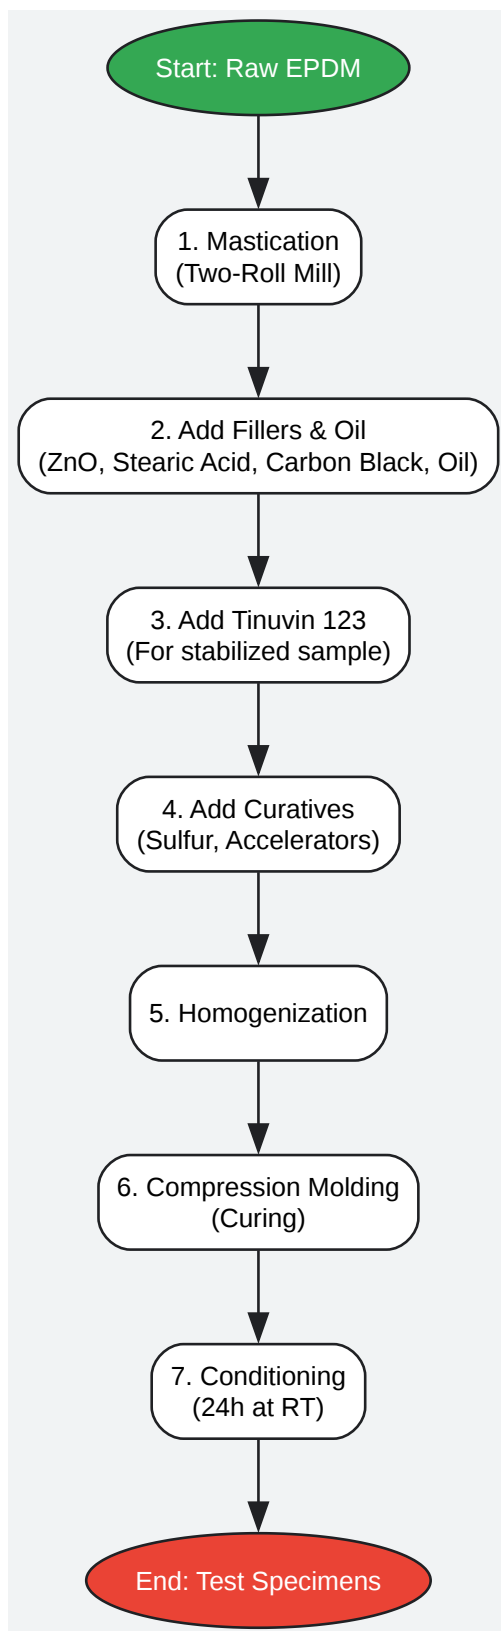 Start: Raw EPDM
1. Mastication
(Two-Roll Mill)
2. Add Fillers & Oil
(ZnO, Stearic Acid, Carbon Black, Oil)
3. Add Tinuvin 123
(For stabilized sample)
4. Add Curatives
(Sulfur, Accelerators)
5. Homogenization
6. Compression Molding
(Curing)
7. Conditioning
(24h at RT)
End: Test Specimens